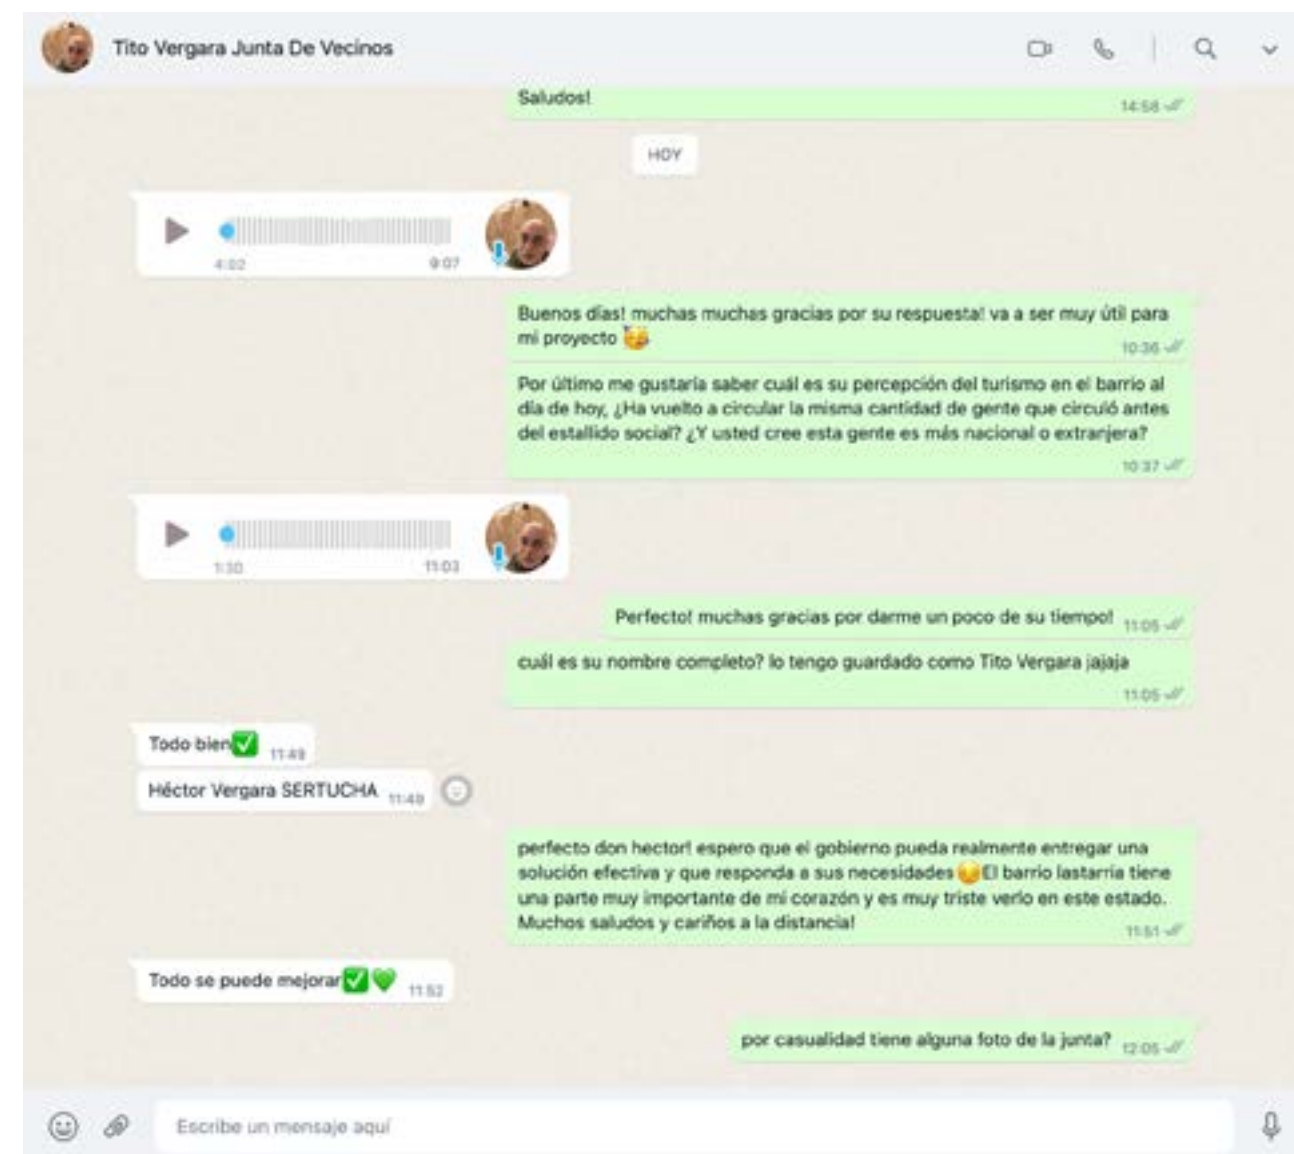 Tito Vergara Junta De Vecinos
Saludos!
14:58
HOY
4:02
9:07
Buenos días! muchas muchas gracias por su respuesta! va a ser muy útil para
mi proyecto 🥳
10:36
Por último me gustaría saber cuál es su percepción del turismo en el barrio al
día de hoy, ¿Ha vuelto a circular la misma cantidad de gente que circuló antes
del estallido social? ¿Y usted cree esta gente es más nacional o extranjera?
10:37
1:30
11:03
Perfecto! muchas gracias por darme un poco de su tiempo!
11:05
cuál es su nombre completo? lo tengo guardado como Tito Vergara jajaja
11:05
Todo bien✅
11:49
Héctor Vergara SERTUCHA
11:49
perfecto don hector! espero que el gobierno pueda realmente entregar una
solución efectiva y que responda a sus necesidades 😔El barrio lastarria tiene
una parte muy importante de mi corazón y es muy triste verlo en este estado.
Muchos saludos y cariños a la distancia!
11:51
Todo se puede mejorar✅💚
11:52
por casualidad tiene alguna foto de la junta?
12:05
Escribe un mensaje aquí